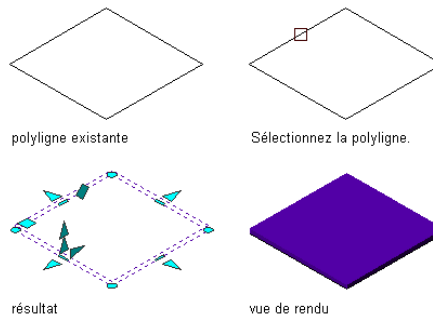 polyligne existante
Sélectionnez la polyligne.
résultat
vue de rendu